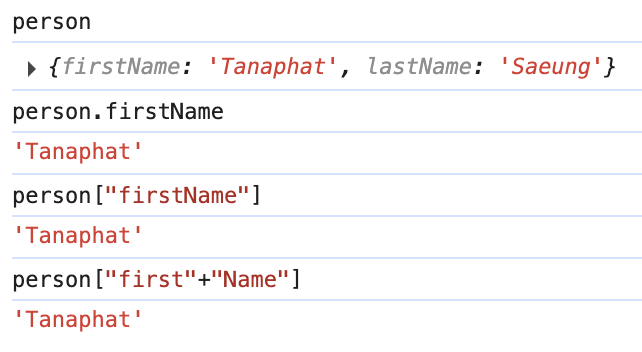 person
{firstName: 'Tanaphat', lastName: 'Saeung'}
person.firstName
'Tanaphat'
person["firstName"]
'Tanaphat'
person["first"+"Name"]
'Tanaphat'